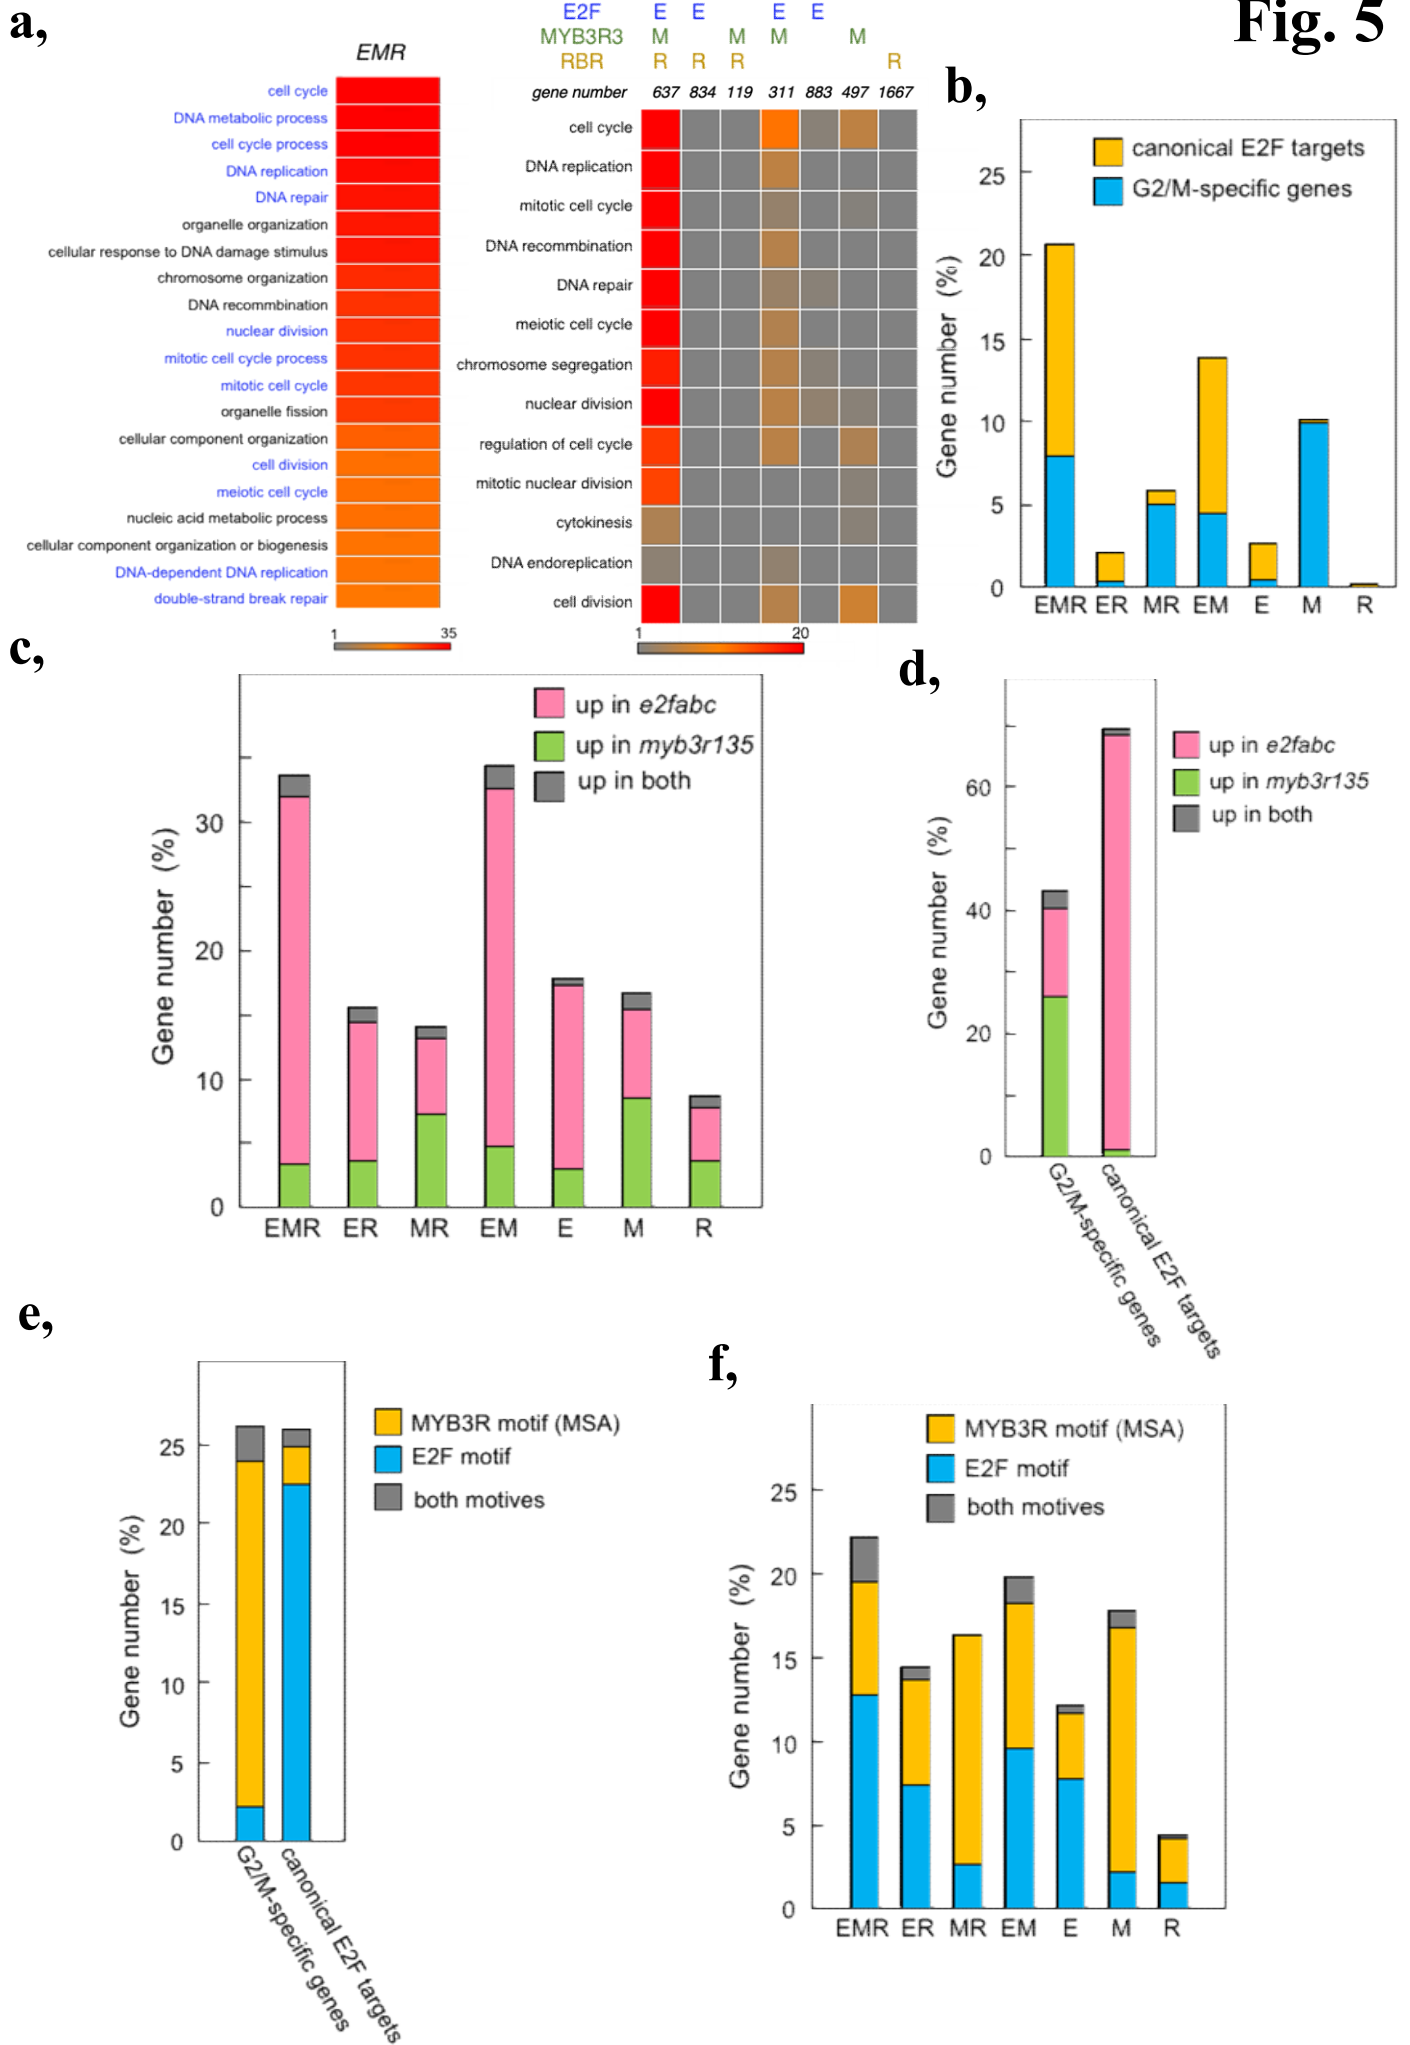 Fig. 5
a,
EMR
cell cycle
DNA metabolic process
cell cycle process
DNA replication
DNA repair
organelle organization
cellular response to DNA damage stimulus
chromosome organization
DNA recommbination
nuclear division
mitotic cell cycle process
mitotic cell cycle
organelle fission
cellular component organization
cell division
meiotic cell cycle
nucleic acid metabolic process
cellular component organization or biogenesis
DNA-dependent DNA replication
double-strand break repair
1 35
E2F E E E E
MYB3R3 M M M M
RBR R R R R
gene number 637 834 119 311 883 497 1667
cell cycle
DNA replication
mitotic cell cycle
DNA recommbination
DNA repair
meiotic cell cycle
chromosome segregation
nuclear division
regulation of cell cycle
mitotic nuclear division
cytokinesis
DNA endoreplication
cell division
1 20
b,
canonical E2F targets
G2/M-specific genes
Gene number (%)
25
20
15
10
5
0
EMR ER MR EM E M R
c,
up in e2fabc
up in myb3r135
up in both
Gene number (%)
30
20
10
0
EMR ER MR EM E M R
d,
up in e2fabc
up in myb3r135
up in both
Gene number (%)
60
40
20
0
G2/M-specific genes
canonical E2F targets
e,
MYB3R motif (MSA)
E2F motif
both motives
Gene number (%)
25
20
15
10
5
0
G2/M-specific genes
canonical E2F targets
f,
MYB3R motif (MSA)
E2F motif
both motives
Gene number (%)
25
20
15
10
5
0
EMR ER MR EM E M R